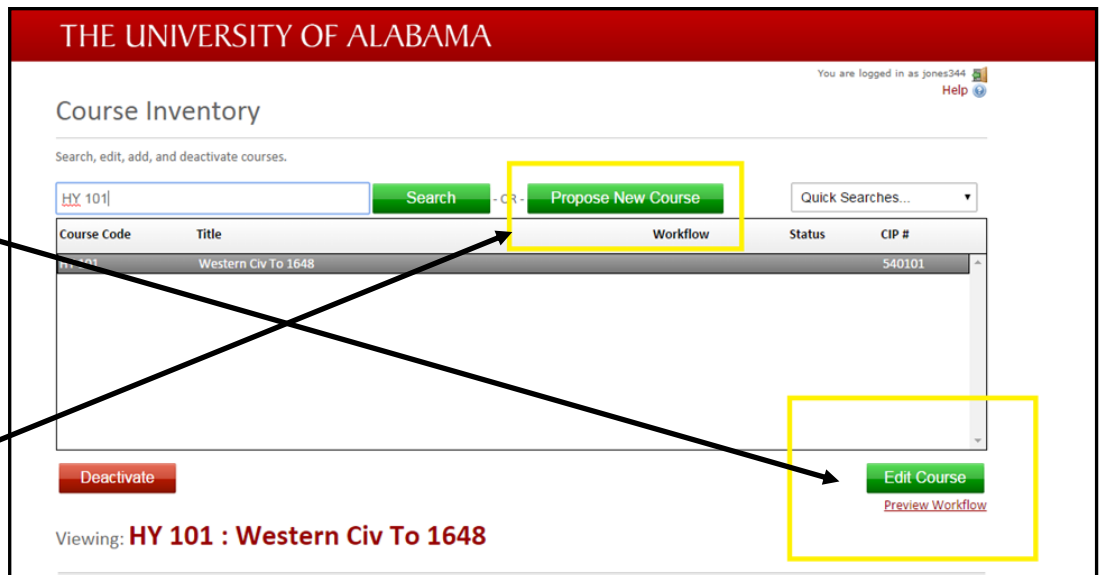 THE UNIVERSITY OF ALABAMA
You are logged in as jones344
Help
Course Inventory
Search, edit, add, and deactivate courses.
HY 101 Search - OR - Propose New Course Quick Searches...
Course Code Title Workflow Status CIP #
HY 101 Western Civ To 1648 540101
Deactivate Edit Course
Preview Workflow
Viewing: HY 101 : Western Civ To 1648